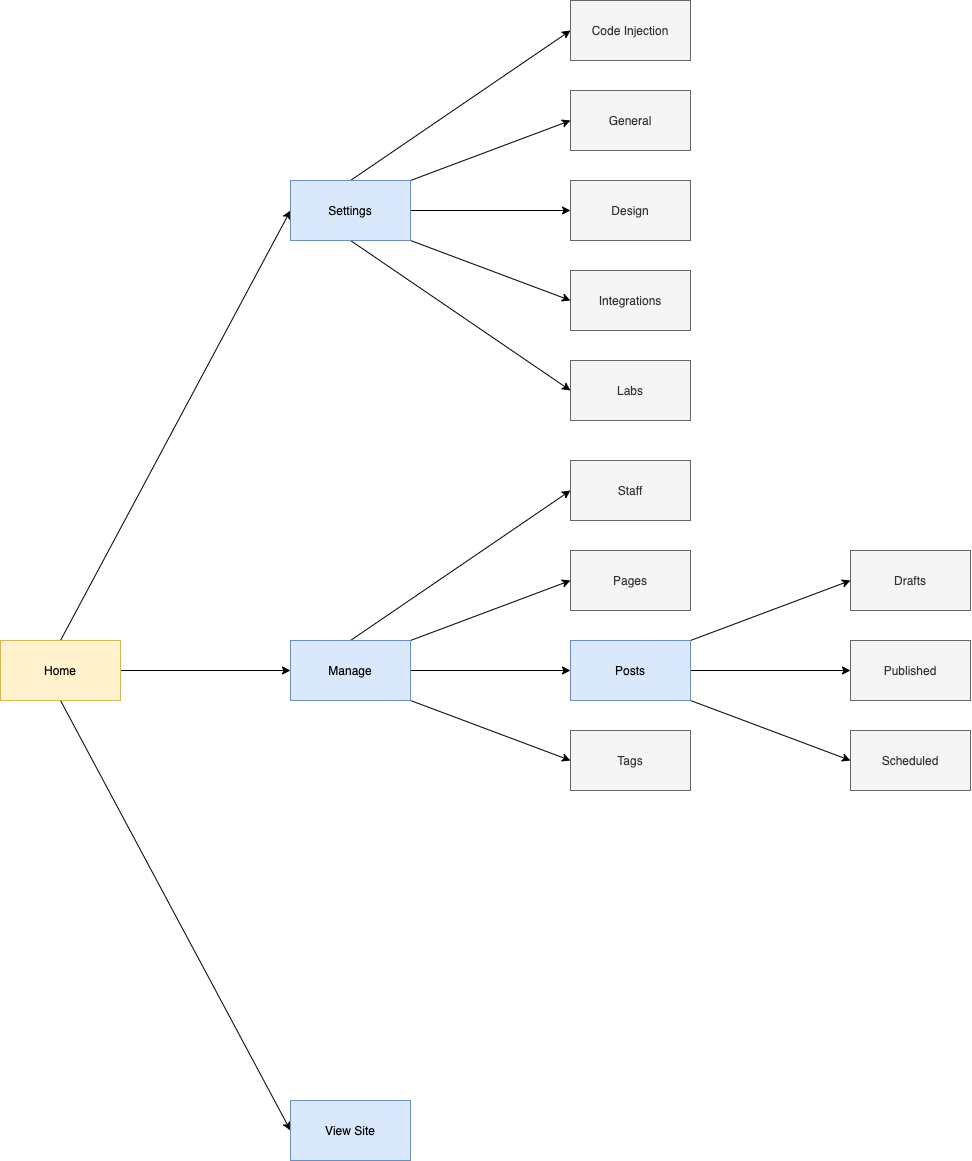 Code Injection
General
Settings
Design
Integrations
Labs
Staff
Pages
Drafts
Home
Manage
Posts
Published
Tags
Scheduled
View Site